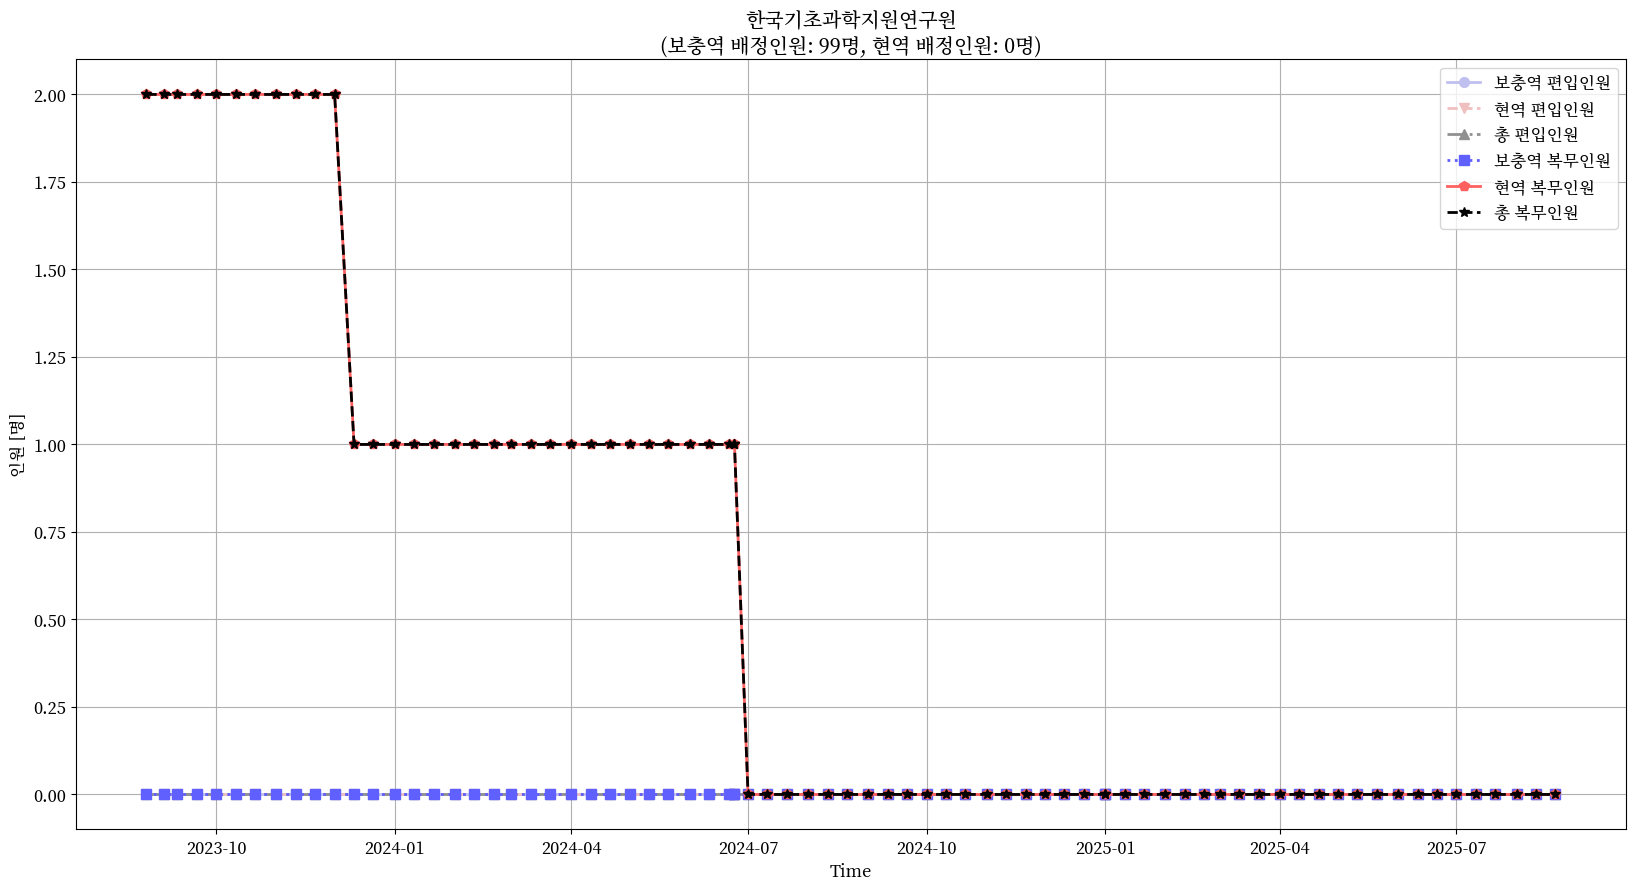 한국기초과학지원연구원
(보충역 배정인원: 99명, 현역 배정인원: 0명)
보충역 편입인원
현역 편입인원
총 편입인원
보충역 복무인원
현역 복무인원
총 복무인원
인원 [명]
2.00
1.75
1.50
1.25
1.00
0.75
0.50
0.25
0.00
2023-10
2024-01
2024-04
2024-07
2024-10
2025-01
2025-04
2025-07
Time